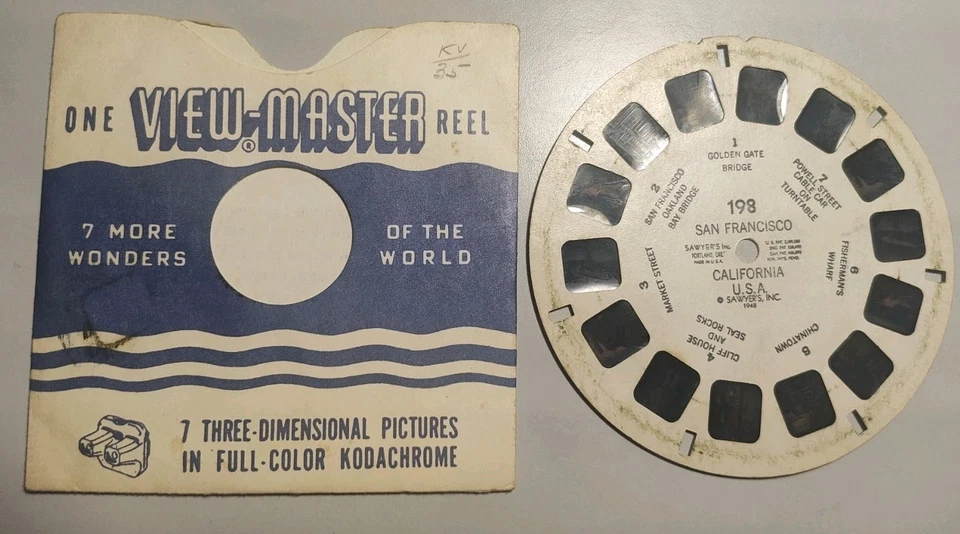 KV
35-
ONE VIEW-MASTER® REEL
7 MORE
WONDERS
OF THE
WORLD
7 THREE-DIMENSIONAL PICTURES
IN FULL-COLOR KODACHROME
1
GOLDEN GATE
BRIDGE
2
SAN FRANCISCO
OAKLAND
BAY BRIDGE
3
MARKET STREET
4
CLIFF HOUSE
AND
SEAL ROCKS
5
CHINATOWN
6
FISHERMAN'S
WHARF
7
POWELL STREET
CABLE CAR
ON
TURNTABLE
198
SAN FRANCISCO
SAWYER'S Inc.
PORTLAND, ORE.
MADE IN U.S.A.
CALIFORNIA
U.S.A.
© SAWYER'S, INC.
1948